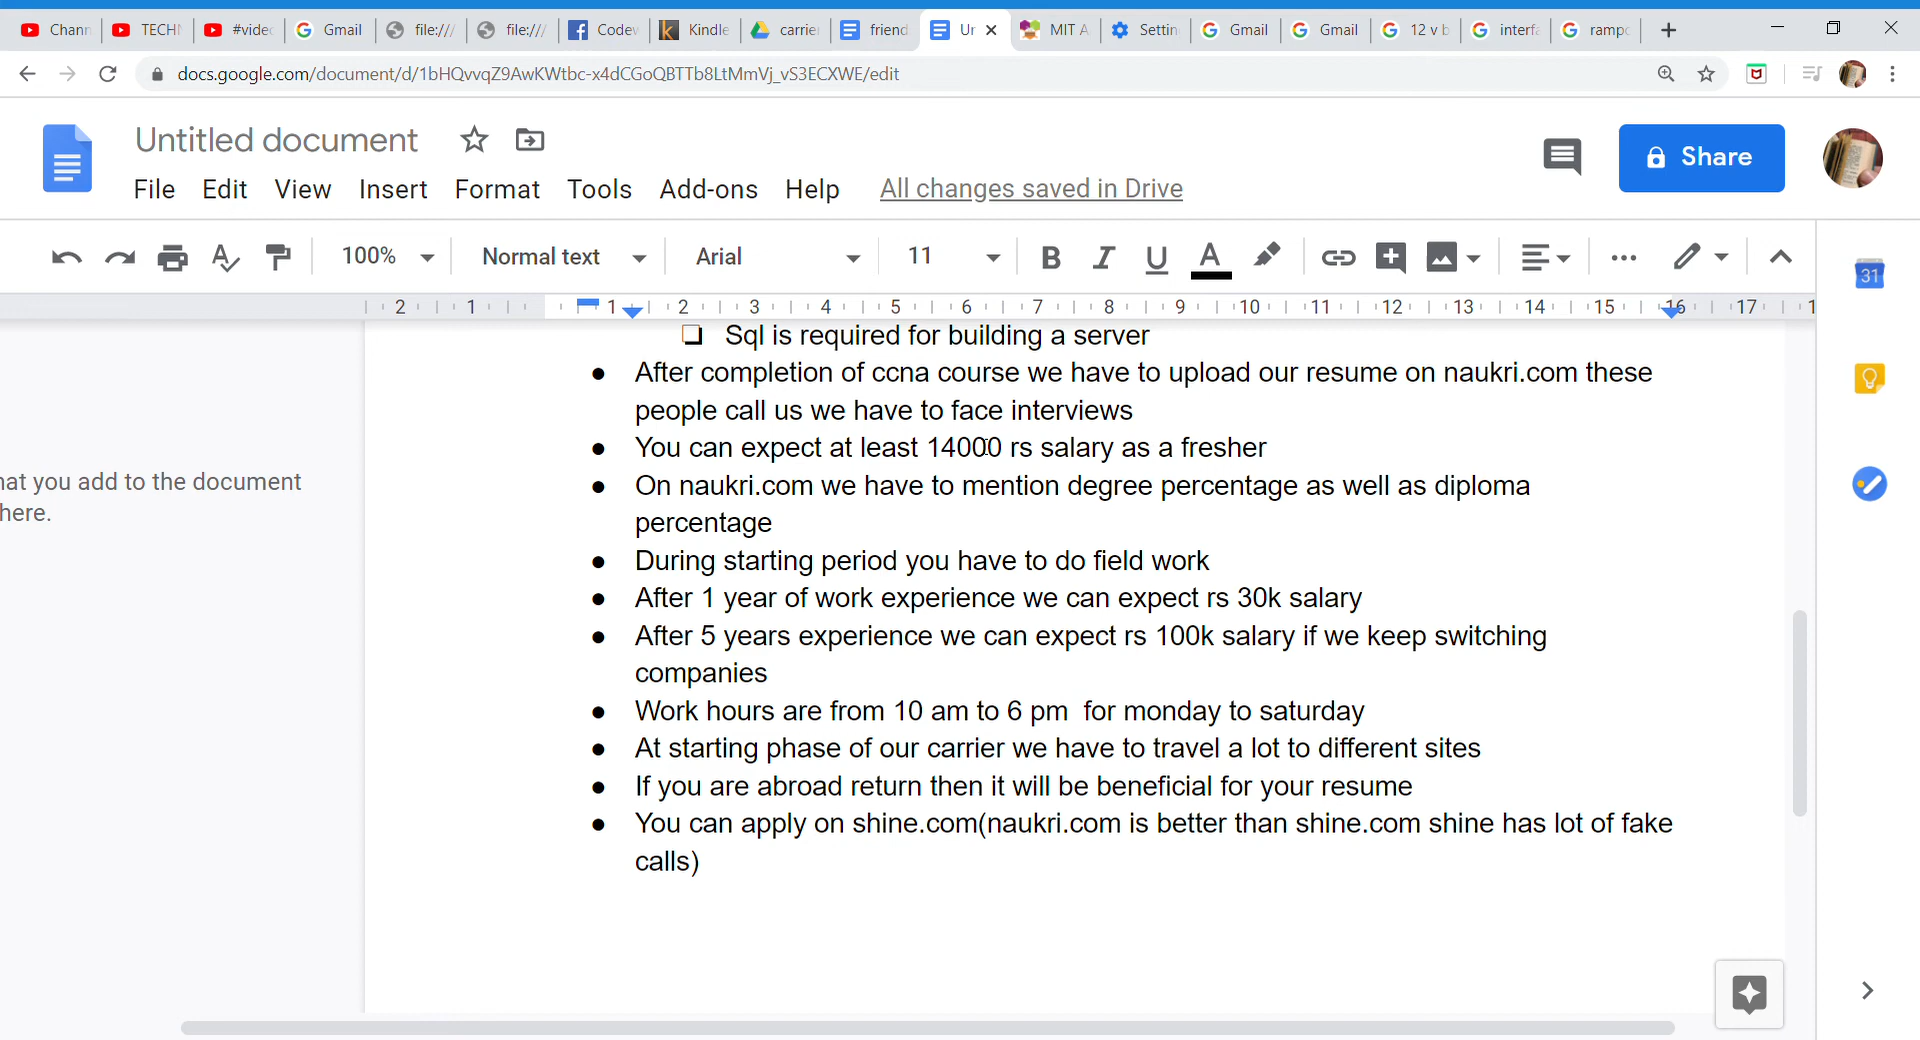 Chann TECHN #videc Gmail file:/// file:/// Codev Kindle carrier friend Ur MIT A Settin Gmail Gmail 12 v b interfa rampc
docs.google.com/document/d/1bHQvvqZ9AwKWtbc-x4dCGoQBTTb8LtMmVj_vS3ECXWE/edit
Untitled document
Share
File Edit View Insert Format Tools Add-ons Help All changes saved in Drive
100% Normal text Arial 11 B I U A
31
2 1 1 2 3 4 5 6 7 8 9 10 11 12 13 14 15 16 17 1
❏ Sql is required for building a server
● After completion of ccna course we have to upload our resume on naukri.com these
people call us we have to face interviews
● You can expect at least 14000 rs salary as a fresher
● On naukri.com we have to mention degree percentage as well as diploma
percentage
hat you add to the document
here.
● During starting period you have to do field work
● After 1 year of work experience we can expect rs 30k salary
● After 5 years experience we can expect rs 100k salary if we keep switching
companies
● Work hours are from 10 am to 6 pm  for monday to saturday
● At starting phase of our carrier we have to travel a lot to different sites
● If you are abroad return then it will be beneficial for your resume
● You can apply on shine.com(naukri.com is better than shine.com shine has lot of fake
calls)